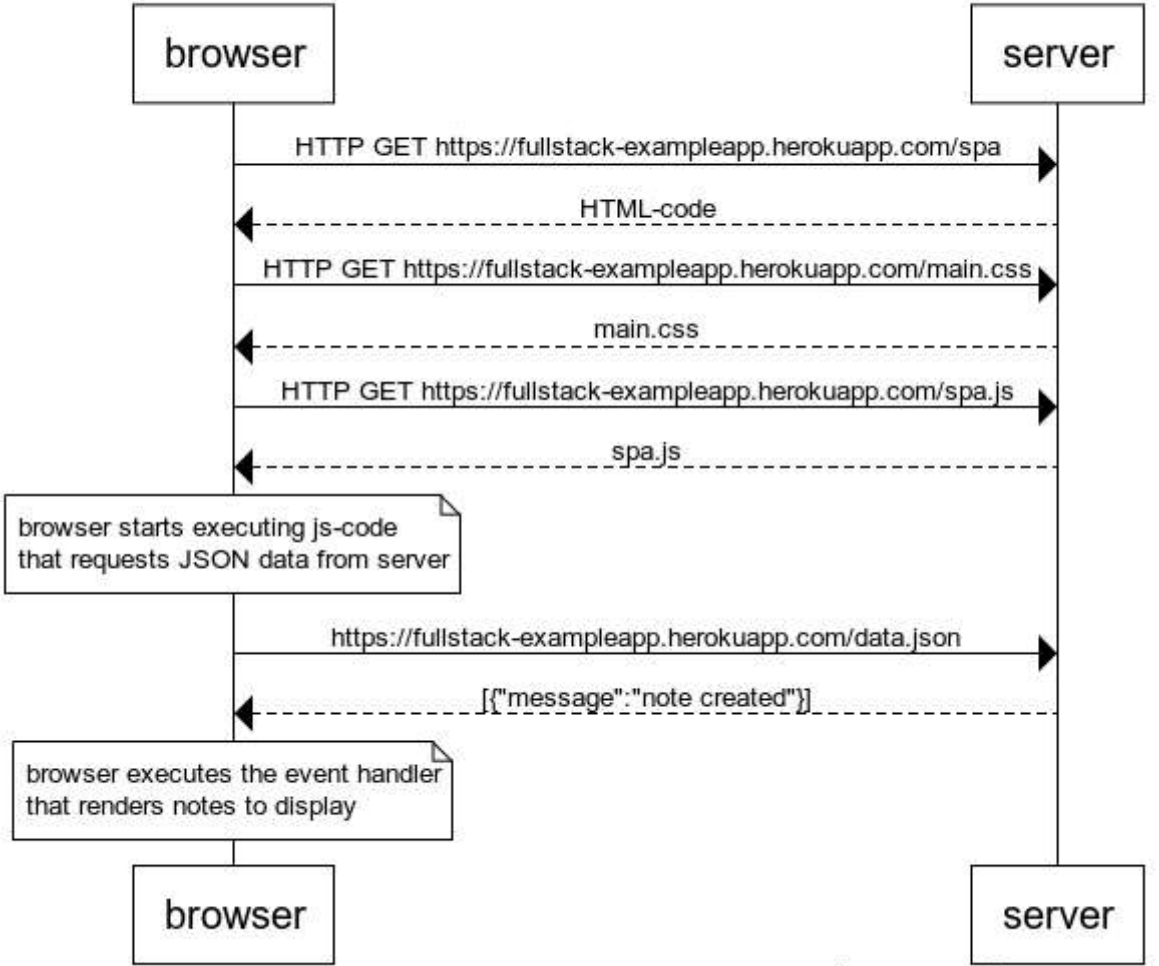 browser
server
HTTP GET https://fullstack-exampleapp.herokuapp.com/spa
HTML-code
HTTP GET https://fullstack-exampleapp.herokuapp.com/main.css
main.css
HTTP GET https://fullstack-exampleapp.herokuapp.com/spa.js
spa.js
browser starts executing js-code
that requests JSON data from server
https://fullstack-exampleapp.herokuapp.com/data.json
[{"message":"note created"}]
browser executes the event handler
that renders notes to display
browser
server